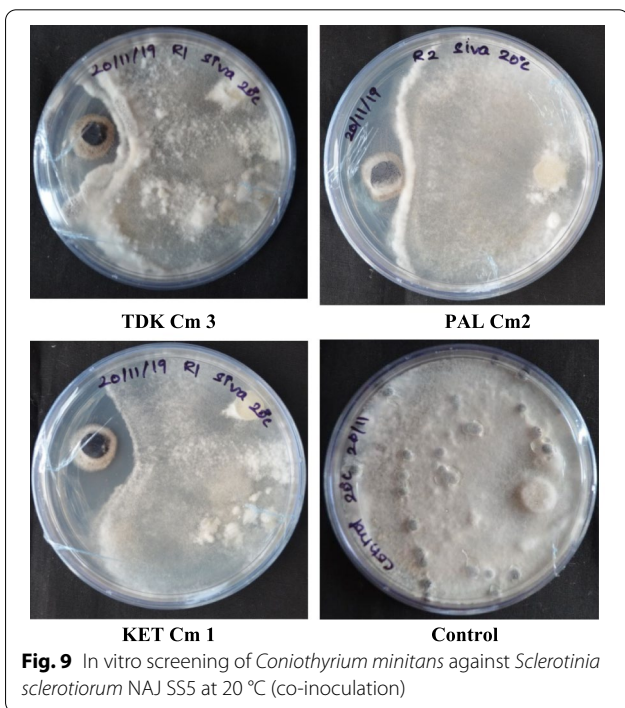 20/11/19 R1 siva 20°C
20/11/19 R2 siva 20°C
TDK Cm 3
PAL Cm2
20/11/19 R1 siva 20°C
control 20°C 20/11
KET Cm 1
Control
Fig. 9 In vitro screening of Coniothyrium minitans against Sclerotinia
sclerotiorum NAJ SS5 at 20 °C (co-inoculation)